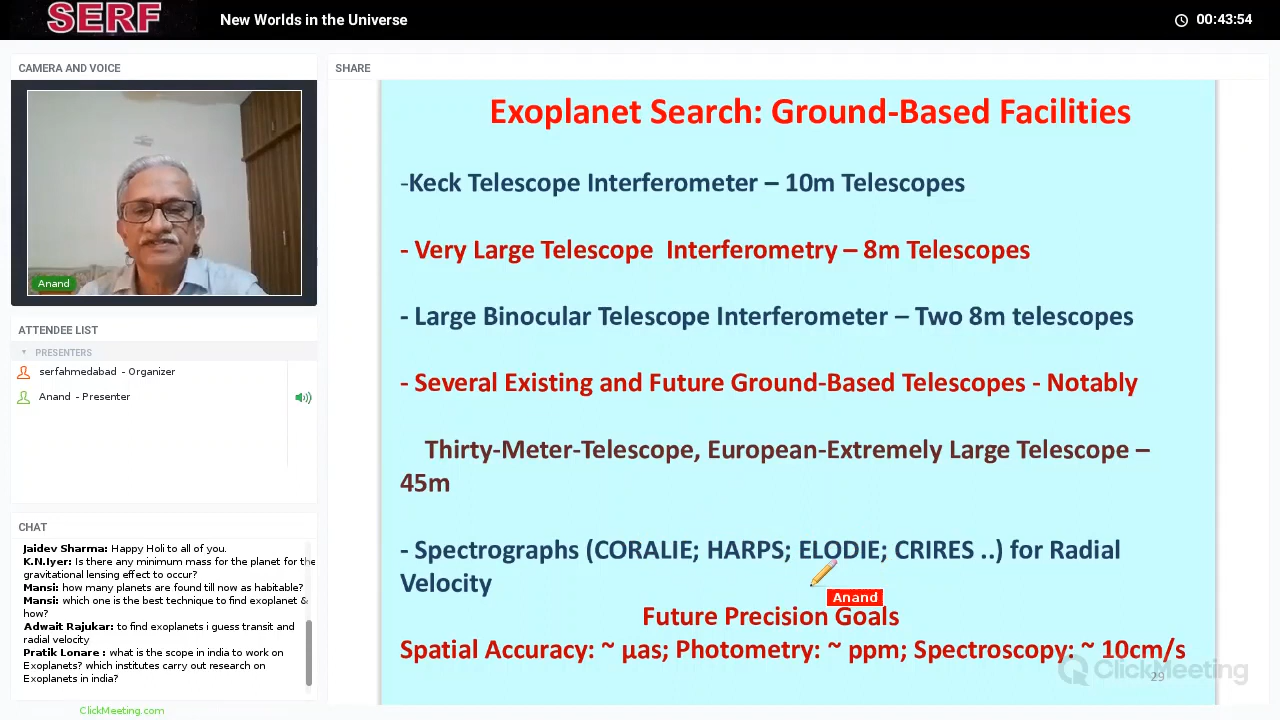 SERF
New Worlds in the Universe
00:43:54
CAMERA AND VOICE
Anand
ATTENDEE LIST
PRESENTERS
serfahmedabad - Organizer
Anand - Presenter
CHAT
Jaidev Sharma: Happy Holi to all of you.
K.N.Iyer: Is there any minimum mass for the planet for the
gravitational lensing effect to occur?
Mansi: how many planets are found till now as habitable?
Mansi: which one is the best technique to find exoplanet &
how?
Adwait Rajukar: to find exoplanets i guess transit and
radial velocity
Pratik Lonare : what is the scope in india to work on
Exoplanets? which institutes carry out research on
Exoplanets in india?
ClickMeeting.com
SHARE
Exoplanet Search: Ground-Based Facilities
-Keck Telescope Interferometer – 10m Telescopes
- Very Large Telescope Interferometry – 8m Telescopes
- Large Binocular Telescope Interferometer – Two 8m telescopes
- Several Existing and Future Ground-Based Telescopes - Notably
Thirty-Meter-Telescope, European-Extremely Large Telescope –
45m
- Spectrographs (CORALIE; HARPS; ELODIE; CRIRES ..) for Radial
Velocity
Anand
Future Precision Goals
Spatial Accuracy: ~ µas; Photometry: ~ ppm; Spectroscopy: ~ 10cm/s
ClickMeeting
29